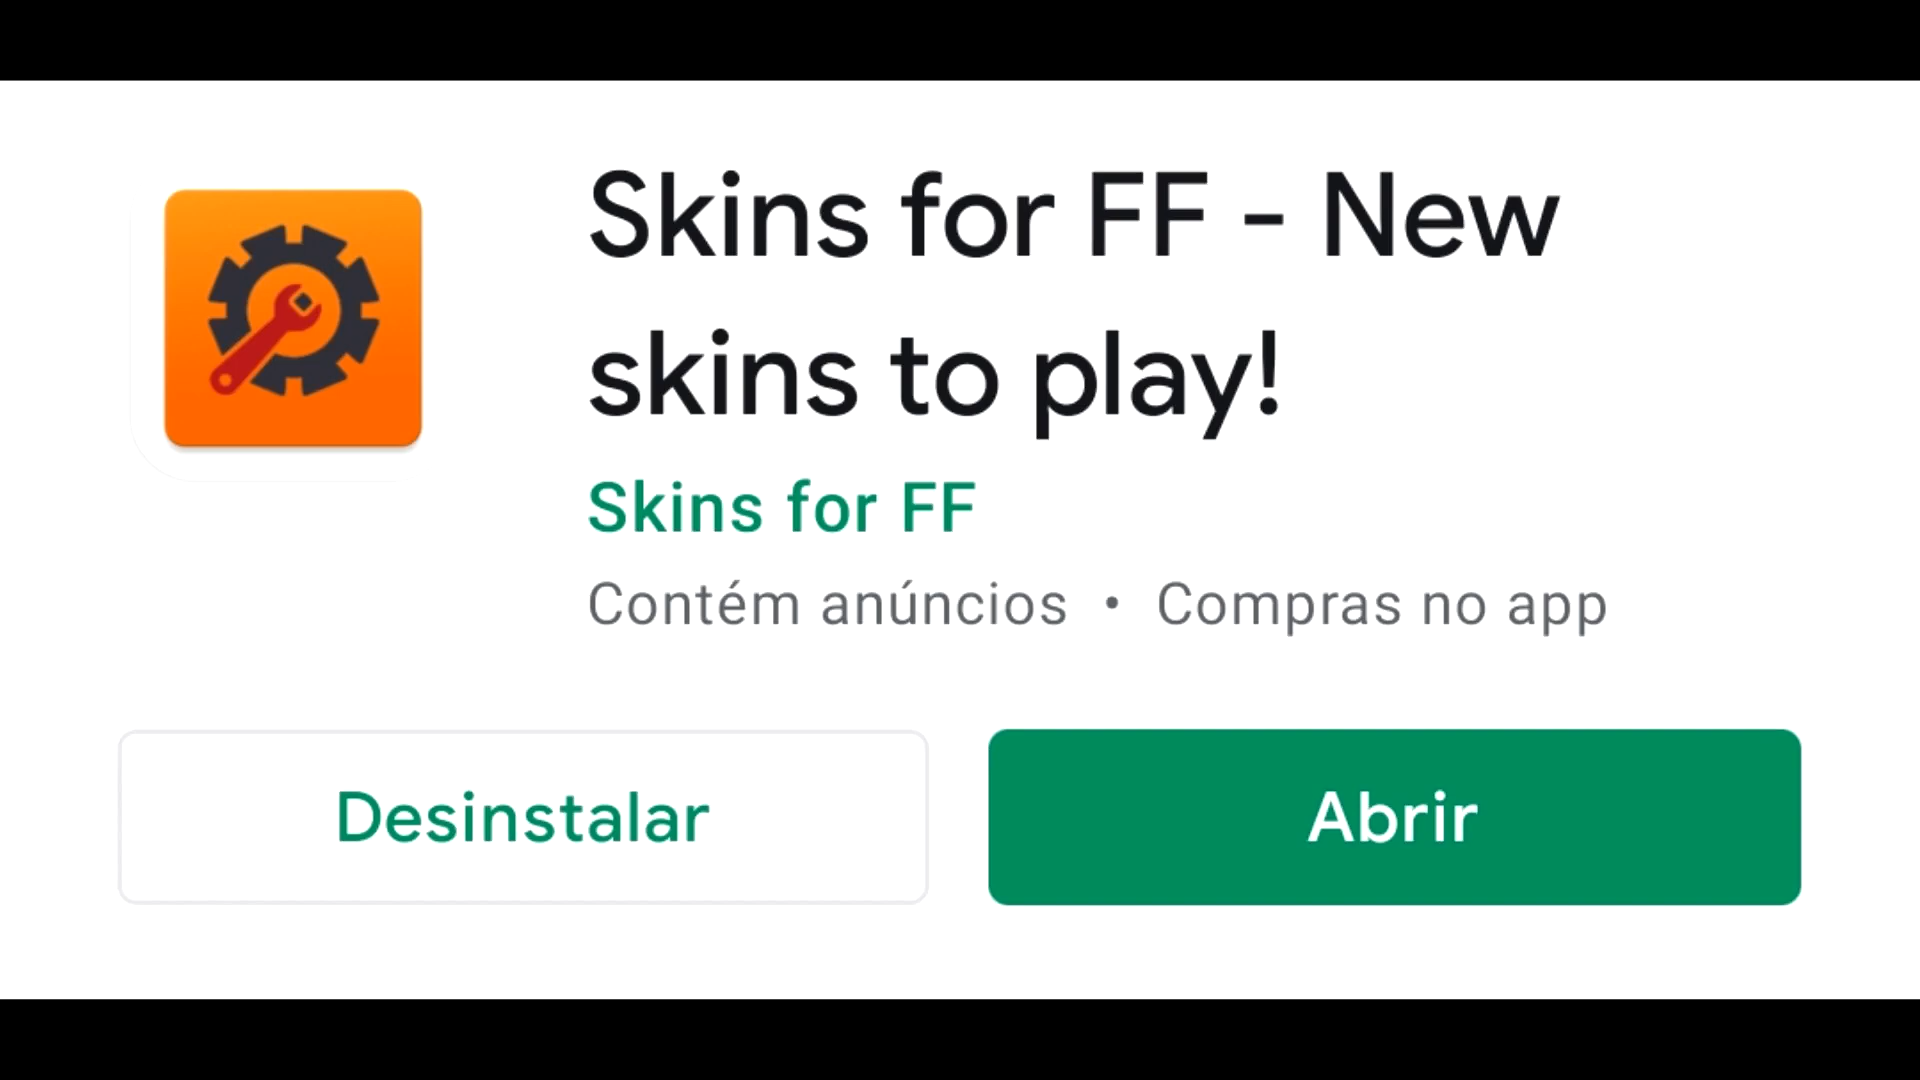 Skins for FF - New
skins to play!
Skins for FF
Contém anúncios • Compras no app
Desinstalar
Abrir